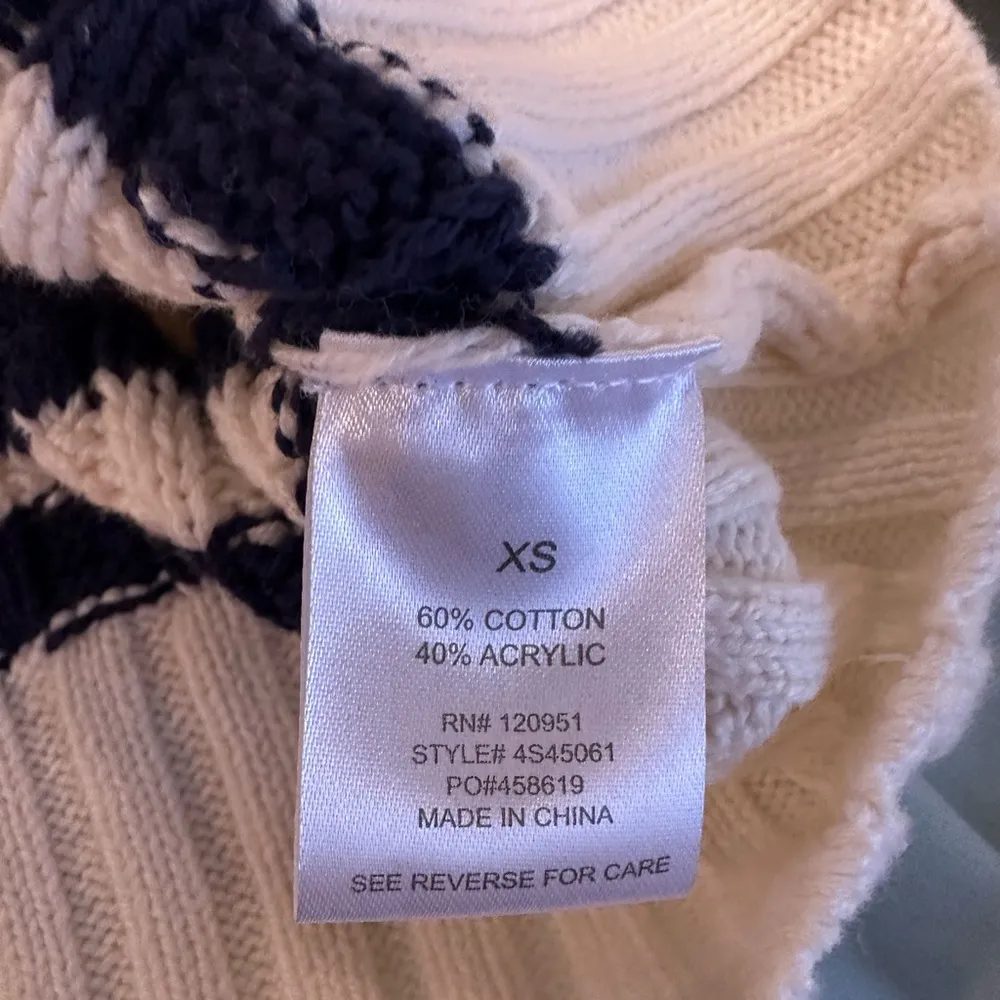 XS
60% COTTON
40% ACRYLIC
RN# 120951
STYLE# 4S45061
PO#458619
MADE IN CHINA
SEE REVERSE FOR CARE